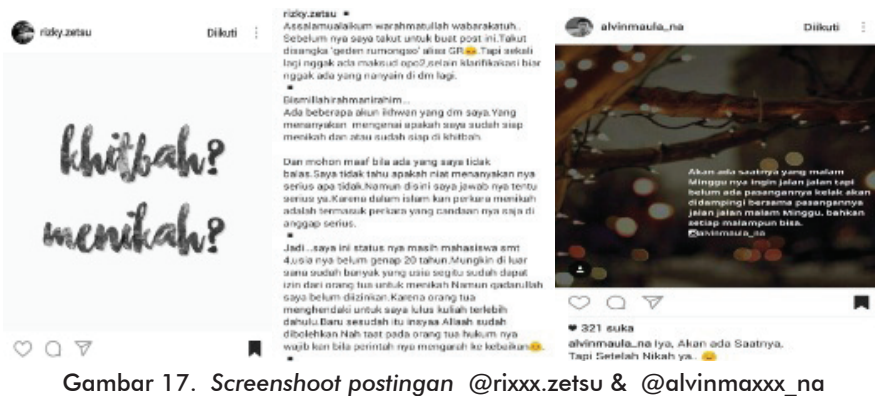 rizky.zetsu
Diikuti
khitbah?
menikah?
rizky.zetsu
Assalamualaikum warahmatullah wabarakatuh..
Sebelum nya saya takut untuk buat post ini.Takut
disangka 'geden rumongso' alias GR😄.Tapi sekali
lagi nggak ada maksud opo2,selain klarifikakasi biar
nggak ada yang nanyain di dm lagi.
Bismillahirahmanirahim...
Ada beberapa akun ikhwan yang dm saya.Yang
menanyakan mengenai apakah saya sudah siap
menikah dan atau sudah siap di khitbah.
Dan mohon maaf bila ada yang saya tidak
balas.Saya tidak tahu apakah niat menanyakan nya
serius apa tidak.Namun disini saya jawab nya tentu
serius ya.Karena dalam islam kan perkara menikah
adalah termasuk perkara yang candaan nya saja di
anggap serius.
Jadi...saya ini status nya masih mahasiswa smt
4,usia nya belum genap 20 tahun.Mungkin di luar
sana sudah banyak yang usia segitu sudah dapat
izin dari orang tua untuk menikah Namun qadarullah
saya belum diizinkan.Karena orang tua
menghendaki untuk saya lulus kuliah terlebih
dahulu.Baru sesudah itu insyaa Allaah sudah
dibolehkan Nah taat pada orang tua hukum nya
wajib kan bila perintah nya mengarah ke kebaikan😊.
alvinmaula_na
Diikuti
Akan ada saatnya yang malam
Minggu nya ingin jalan jalan tapi
belum ada pasangannya kelak akan
didampingi bersama pasangannya
jalan jalan malam Minggu, bahkan
setiap malampun bisa.
@alvinmaula_na
321 suka
alvinmaula_na Iya, Akan ada Saatnya,
Tapi Setelah Nikah ya.. 😄
Gambar 17. Screenshoot postingan @rixxx.zetsu & @alvinmaxxx_na